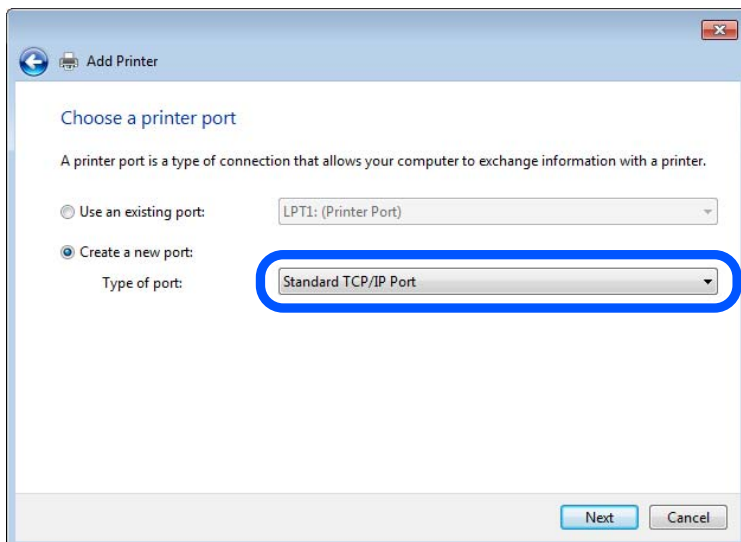 Add Printer
Choose a printer port
A printer port is a type of connection that allows your computer to exchange information with a printer.
Use an existing port: LPT1: (Printer Port)
Create a new port:
Type of port: Standard TCP/IP Port
Next Cancel